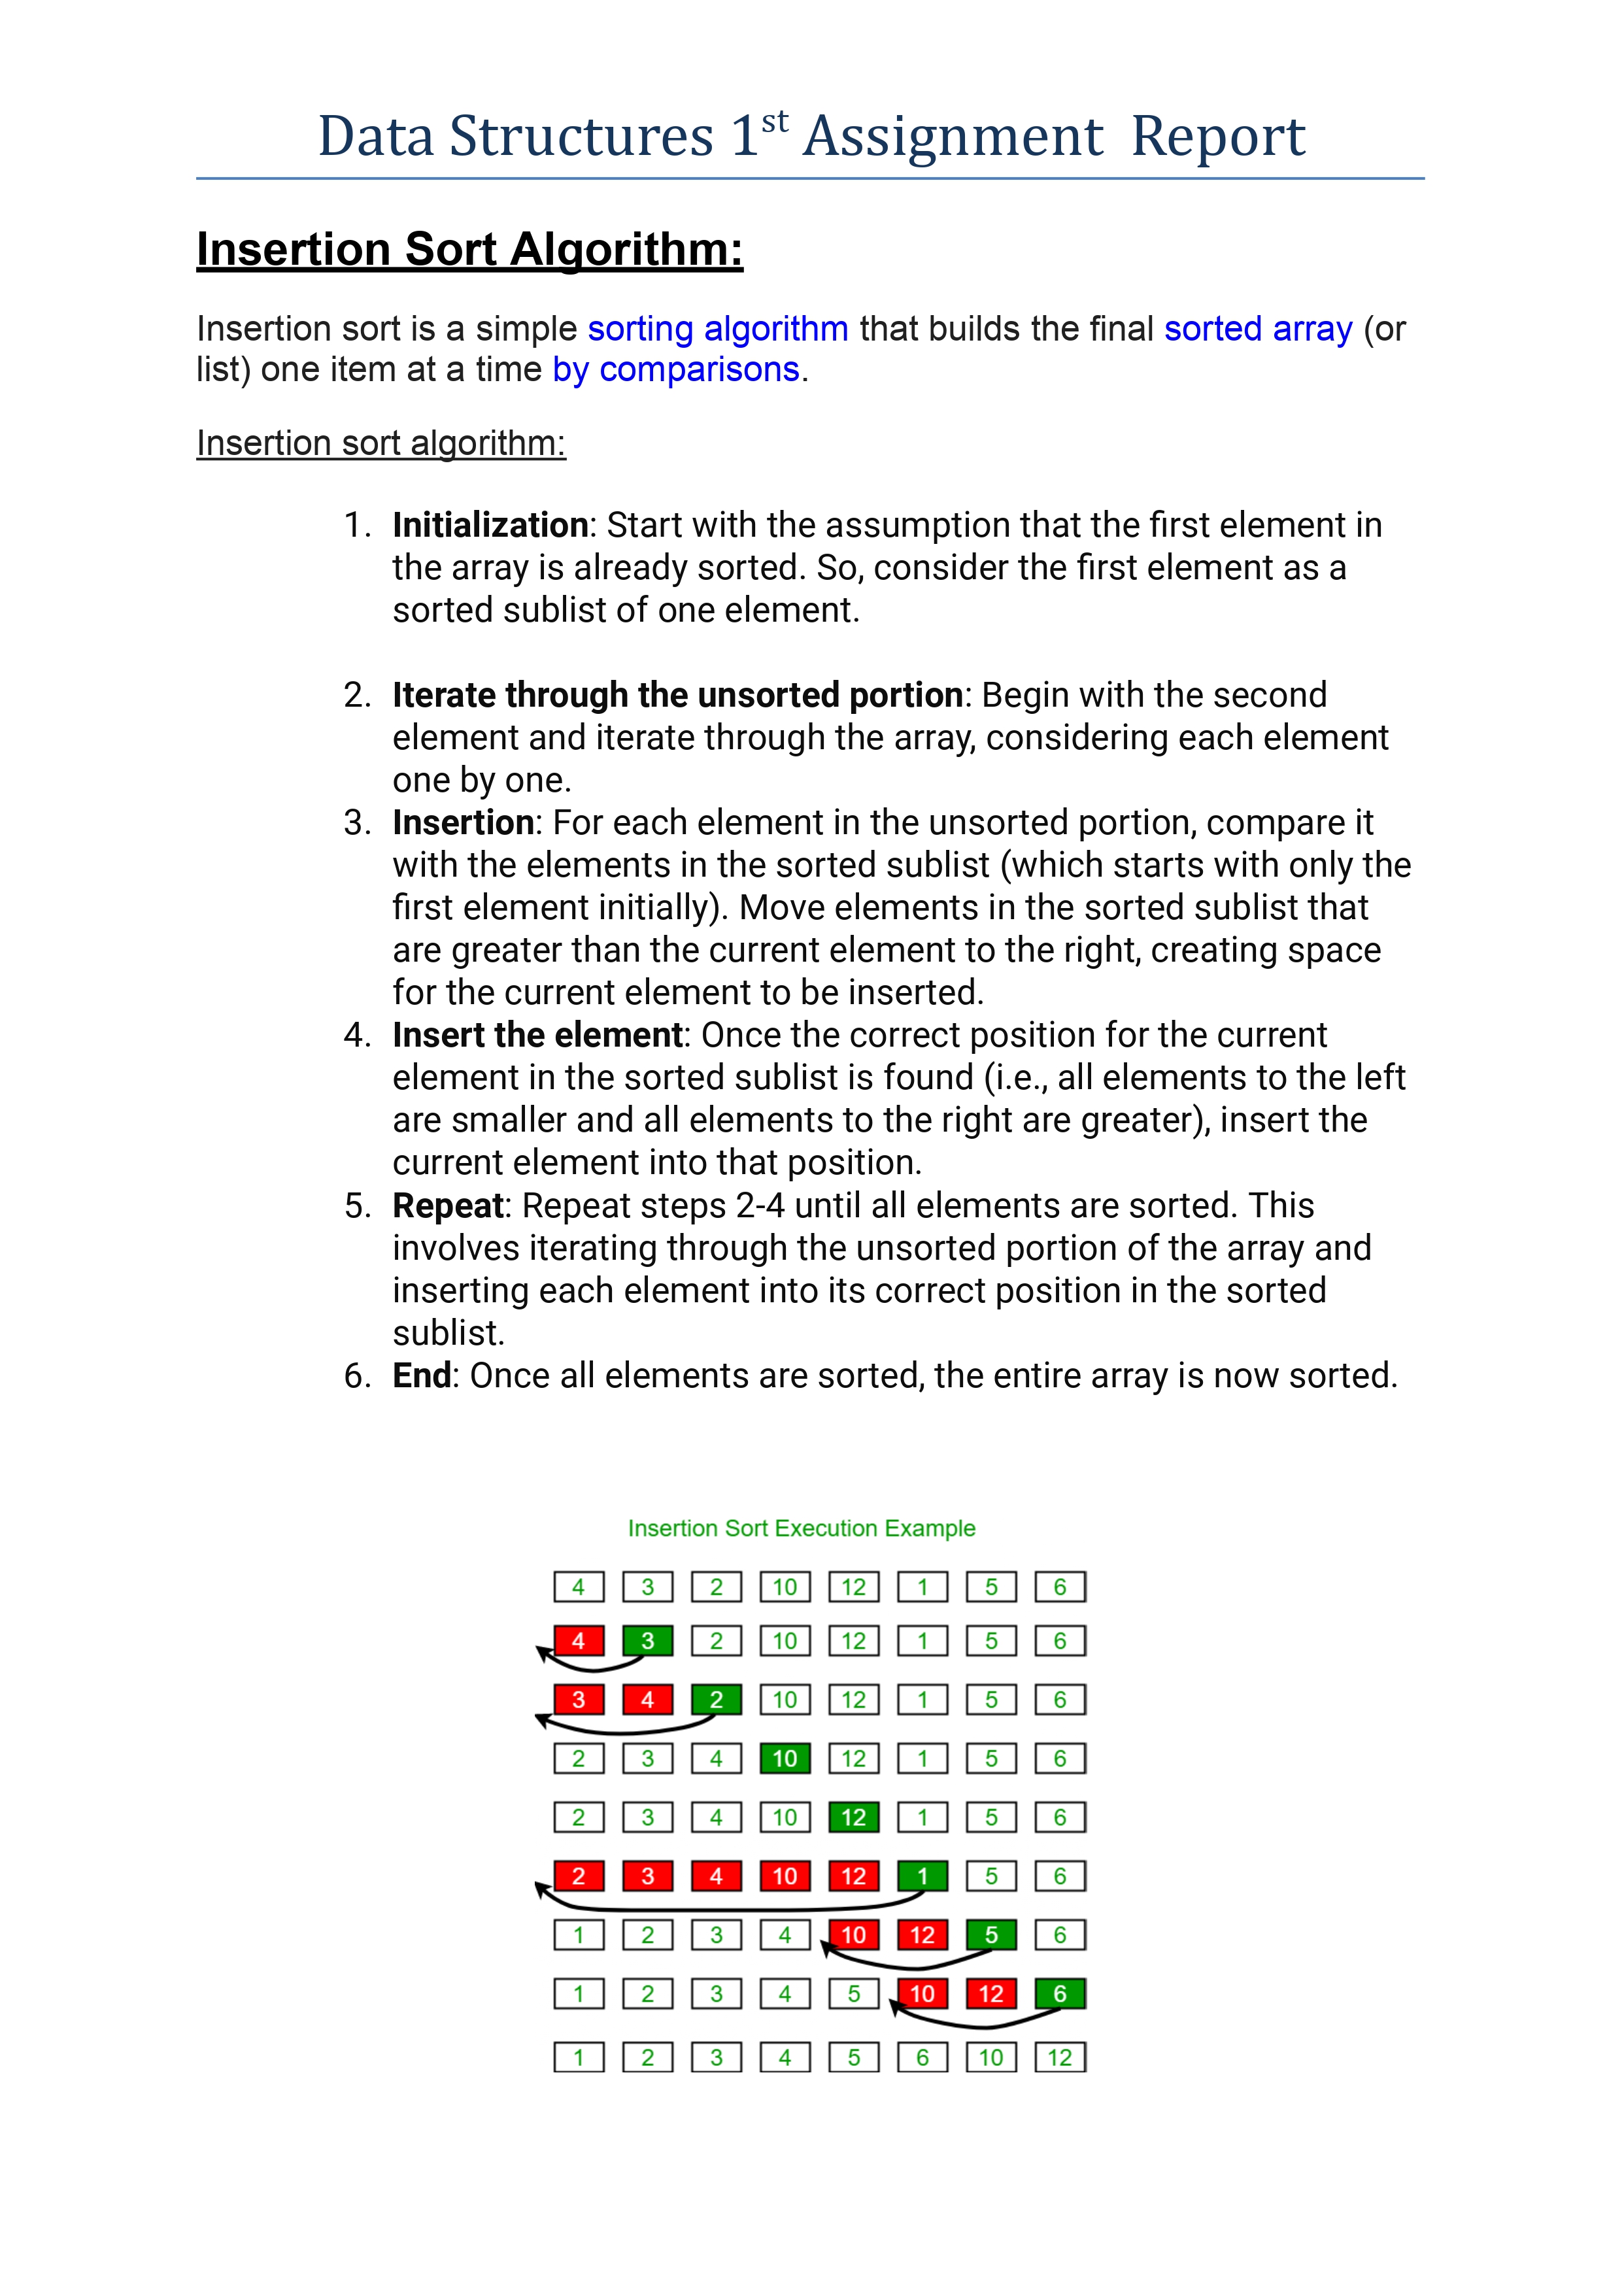 Data Structures 1st Assignment  Report
Insertion Sort Algorithm:
Insertion sort is a simple sorting algorithm that builds the final sorted array (or
list) one item at a time by comparisons.
Insertion sort algorithm:
1. Initialization: Start with the assumption that the first element in
the array is already sorted. So, consider the first element as a
sorted sublist of one element.
2. Iterate through the unsorted portion: Begin with the second
element and iterate through the array, considering each element
one by one.
3. Insertion: For each element in the unsorted portion, compare it
with the elements in the sorted sublist (which starts with only the
first element initially). Move elements in the sorted sublist that
are greater than the current element to the right, creating space
for the current element to be inserted.
4. Insert the element: Once the correct position for the current
element in the sorted sublist is found (i.e., all elements to the left
are smaller and all elements to the right are greater), insert the
current element into that position.
5. Repeat: Repeat steps 2-4 until all elements are sorted. This
involves iterating through the unsorted portion of the array and
inserting each element into its correct position in the sorted
sublist.
6. End: Once all elements are sorted, the entire array is now sorted.
Insertion Sort Execution Example
4 3 2 10 12 1 5 6
4 3 2 10 12 1 5 6
3 4 2 10 12 1 5 6
2 3 4 10 12 1 5 6
2 3 4 10 12 1 5 6
2 3 4 10 12 1 5 6
1 2 3 4 10 12 5 6
1 2 3 4 5 10 12 6
1 2 3 4 5 6 10 12